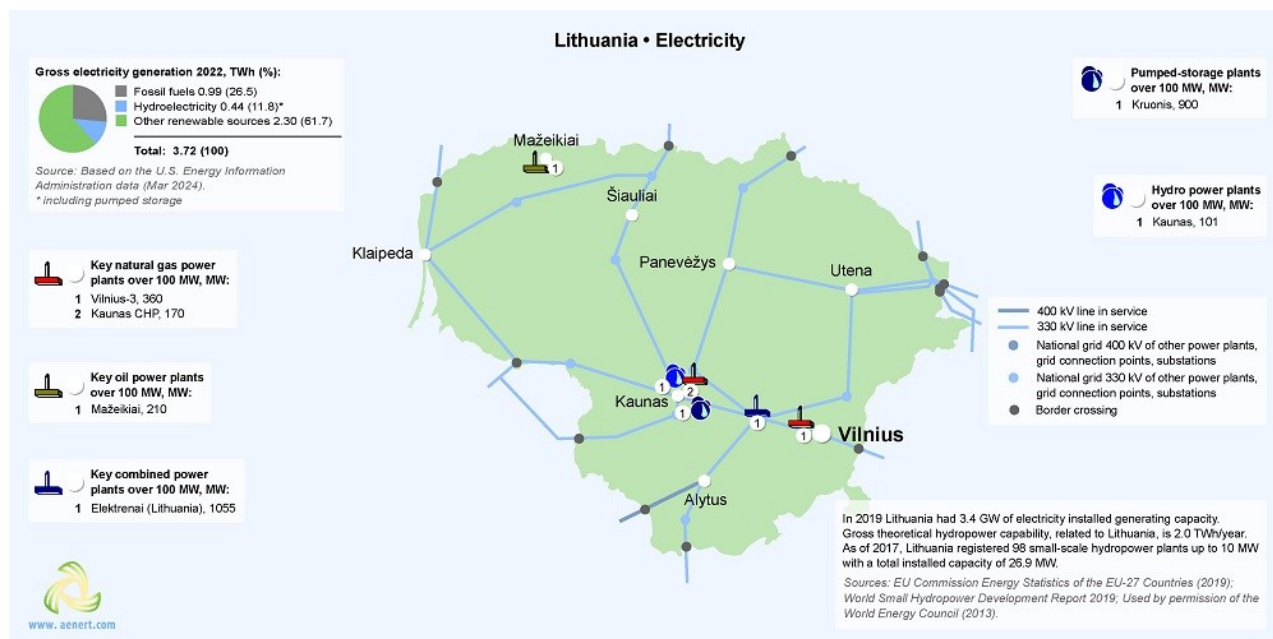 Lithuania • Electricity
Gross electricity generation 2022, TWh (%):
Fossil fuels 0.99 (26.5)
Hydroelectricity 0.44 (11.8)*
Other renewable sources 2.30 (61.7)
Total: 3.72 (100)
Source: Based on the U.S. Energy Information
Administration data (Mar 2024).
* including pumped storage
Key natural gas power
plants over 100 MW, MW:
1 Vilnius-3, 360
2 Kaunas CHP, 170
Key oil power plants
over 100 MW, MW:
1 Mažeikiai, 210
Key combined power
plants over 100 MW, MW:
1 Elektrenai (Lithuania), 1055
www. aenert.com
Mažeikiai
1
Šiauliai
Klaipeda
Panevėžys
Utena
1
2
Kaunas
1
1
1
Vilnius
Alytus
Pumped-storage plants
over 100 MW, MW:
1 Kruonis, 900
Hydro power plants
over 100 MW, MW:
1 Kaunas, 101
400 kV line in service
330 kV line in service
National grid 400 kV of other power plants,
grid connection points, substations
National grid 330 kV of other power plants,
grid connection points, substations
Border crossing
In 2019 Lithuania had 3.4 GW of electricity installed generating capacity.
Gross theoretical hydropower capability, related to Lithuania, is 2.0 TWh/year.
As of 2017, Lithuania registered 98 small-scale hydropower plants up to 10 MW
with a total installed capacity of 26.9 MW.
Sources: EU Commission Energy Statistics of the EU-27 Countries (2019);
World Small Hydropower Development Report 2019; Used by permission of the
World Energy Council (2013).